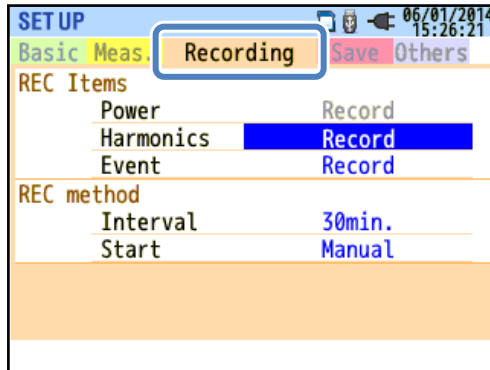 SET UP 06/01/2014
15:26:21
Basic Meas. Recording Save Others
REC Items
Power Record
Harmonics Record
Event Record
REC method
Interval 30min.
Start Manual